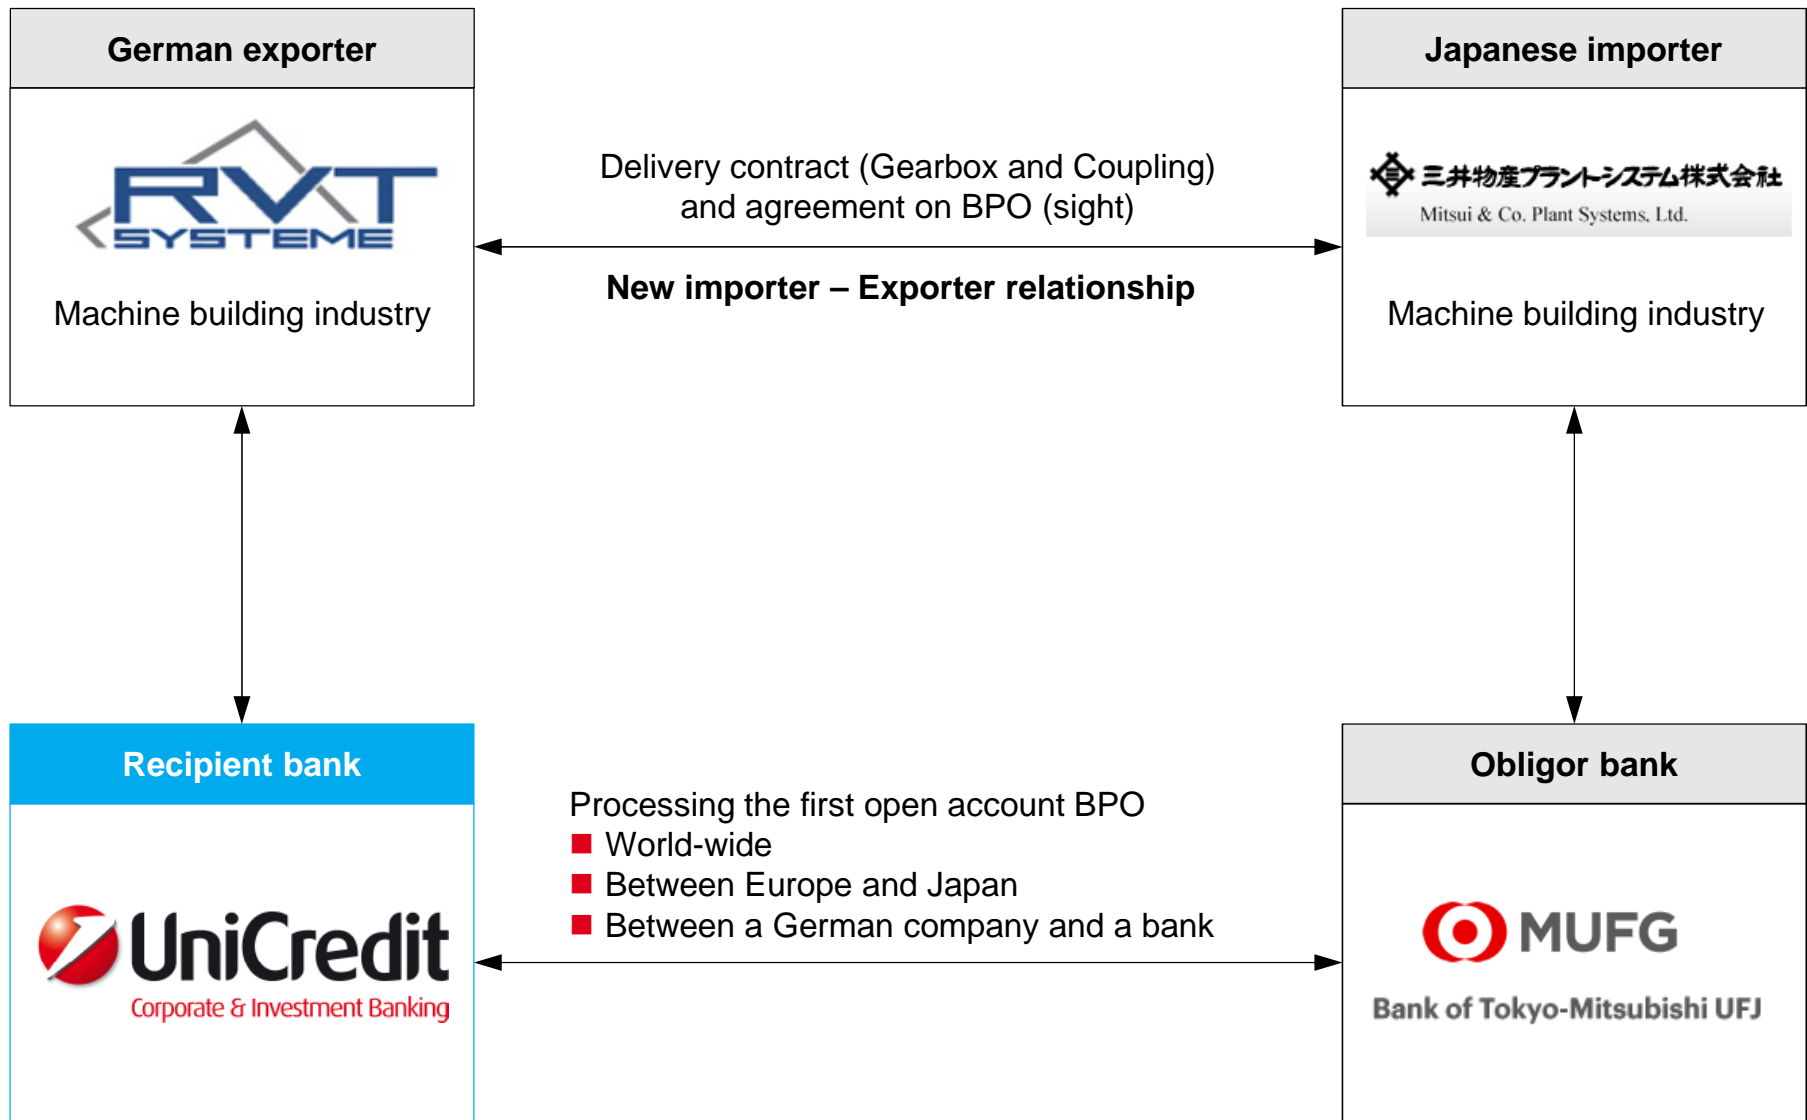 German exporter
RVT
SYSTEME
Machine building industry
Delivery contract (Gearbox and Coupling)
and agreement on BPO (sight)
New importer – Exporter relationship
Japanese importer
三井物産プラントシステム株式会社
Mitsui & Co. Plant Systems, Ltd.
Machine building industry
Recipient bank
UniCredit
Corporate & Investment Banking
Processing the first open account BPO
World-wide
Between Europe and Japan
Between a German company and a bank
Obligor bank
MUFG
Bank of Tokyo-Mitsubishi UFJ